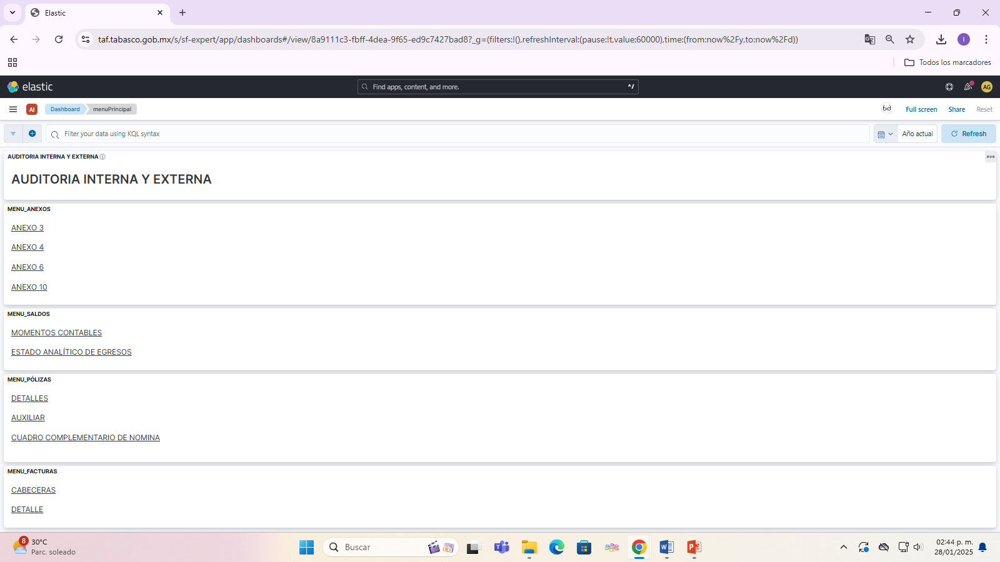 Elastic
taf.tabasco.gob.mx/s/sf-expert/app/dashboards#/view/8a9111c3-fbff-4dea-9f65-ed9c7427bad8?_g=(filters:!(),refreshInterval:(pause:!t,value:60000),time:(from:now%2Fy,to:now%2Fd))
I
Todos los marcadores
elastic
Find apps, content, and more.
^/
AG
AI
Dashboard
menuPrincipal
Full screen
Share
Reset
Filter your data using KQL syntax
Año actual
Refresh
AUDITORIA INTERNA Y EXTERNA
AUDITORIA INTERNA Y EXTERNA
MENU_ANEXOS
ANEXO 3
ANEXO 4
ANEXO 6
ANEXO 10
MENU_SALDOS
MOMENTOS CONTABLES
ESTADO ANALÍTICO DE EGRESOS
MENU_PÓLIZAS
DETALLES
AUXILIAR
CUADRO COMPLEMENTARIO DE NOMINA
MENU_FACTURAS
CABECERAS
DETALLE
8
30°C
Parc. soleado
Buscar
02:44 p. m.
28/01/2025